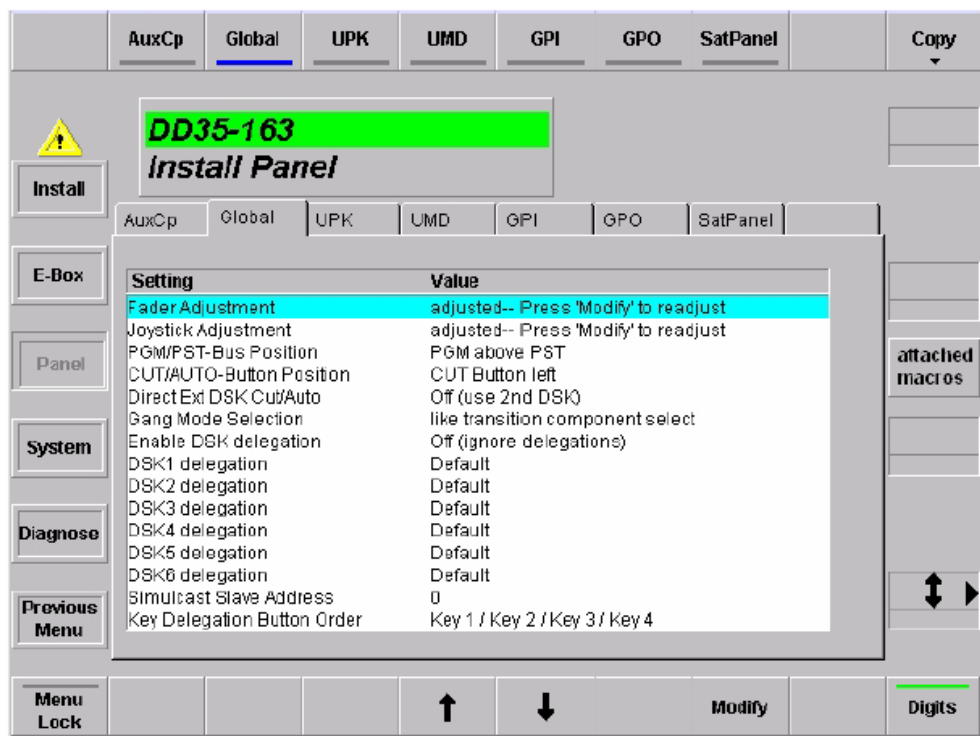 AuxCp Global UPK UMD GPI GPO SatPanel Copy
DD35-163
Install Panel
Install
AuxCp Global UPK UMD GPI GPO SatPanel
E-Box
Setting Value
Fader Adjustment adjusted-- Press 'Modify' to readjust
Joystick Adjustment adjusted-- Press 'Modify' to readjust
PGM/PST-Bus Position PGM above PST
Panel
attached
macros
CUT/AUTO-Button Position CUT Button left
Direct Ext DSK Cut/Auto Off (use 2nd DSK)
Gang Mode Selection like transition component select
System
Enable DSK delegation Off (ignore delegations)
DSK1 delegation Default
DSK2 delegation Default
DSK3 delegation Default
Diagnose
DSK4 delegation Default
DSK5 delegation Default
DSK6 delegation Default
Simulcast Slave Address 0
Previous
Menu
Key Delegation Button Order Key 1 / Key 2 / Key 3 / Key 4
Menu
Lock
Modify
Digits